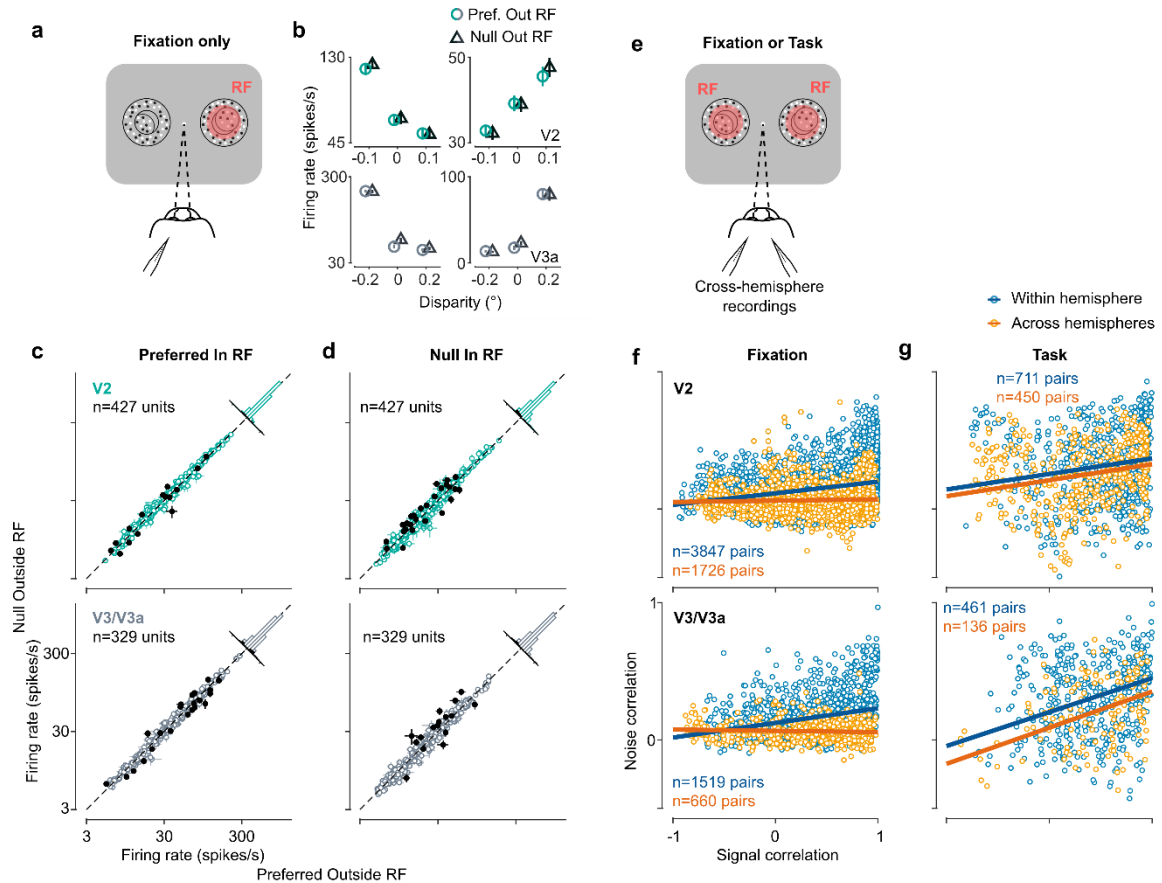 a
Fixation only
RF
b
Pref. Out RF
Null Out RF
Firing rate (spikes/s)
130
45
-0.1 0 0.1
50
30
V2
-0.1 0 0.1
300
30
-0.2 0 0.2
100
0
V3a
-0.2 0 0.2
Disparity (°)
e
Fixation or Task
RF
RF
Cross-hemisphere
recordings
Within hemisphere
Across hemispheres
c
Preferred In RF
V2
n=427 units
d
Null In RF
n=427 units
V3/V3a
n=329 units
n=329 units
Null Outside RF
Firing rate (spikes/s)
300
30
3
3 30 300
Firing rate (spikes/s)
Preferred Outside RF
f
Fixation
V2
n=3847 pairs
n=1726 pairs
g
Task
n=711 pairs
n=450 pairs
V3/V3a
n=1519 pairs
n=660 pairs
n=461 pairs
n=136 pairs
Noise correlation
1
0
-1 0 1
Signal correlation